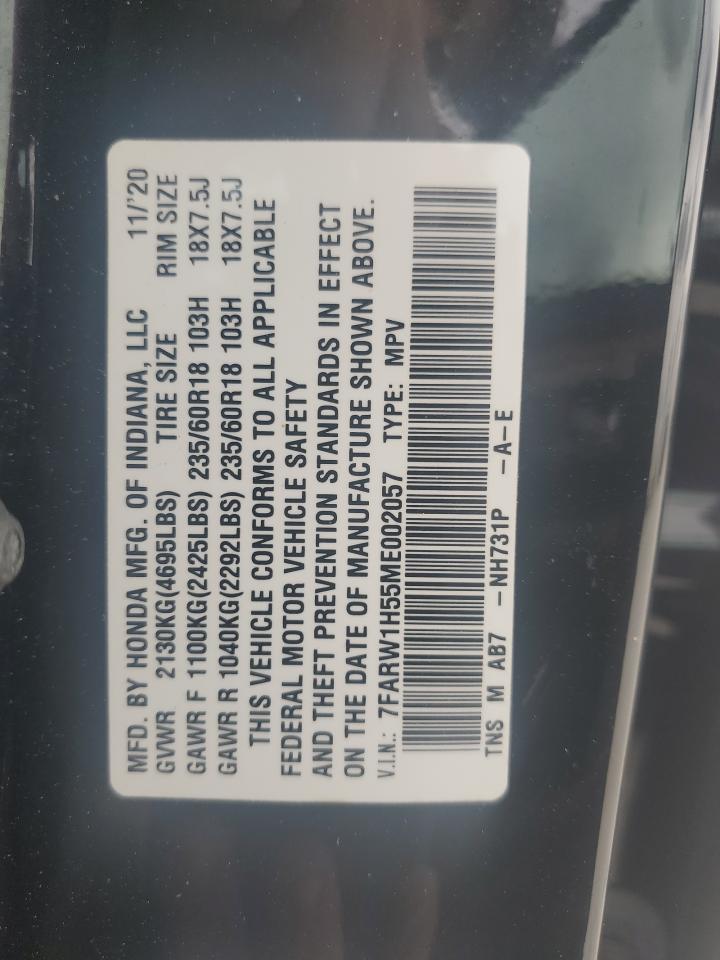 MFD. BY HONDA MFG. OF INDIANA, LLC 11/'20
GVWR 2130KG(4695LBS) TIRE SIZE RIM SIZE
GAWR F 1100KG(2425LBS) 235/60R18 103H 18X7.5J
GAWR R 1040KG(2292LBS) 235/60R18 103H 18X7.5J
THIS VEHICLE CONFORMS TO ALL APPLICABLE
FEDERAL MOTOR VEHICLE SAFETY
AND THEFT PREVENTION STANDARDS IN EFFECT
ON THE DATE OF MANUFACTURE SHOWN ABOVE.
V.I.N.: 7FARW1H55ME002057 TYPE: MPV
TNS M AB7 -NH731P -A-E